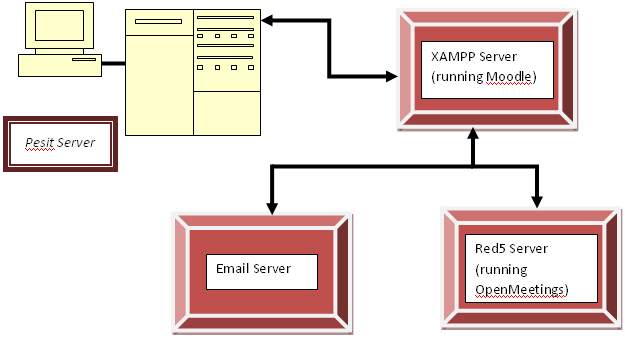 XAMPP Server
(running Moodle)
Pesit Server
Email Server
Red5 Server
(running
OpenMeetings)